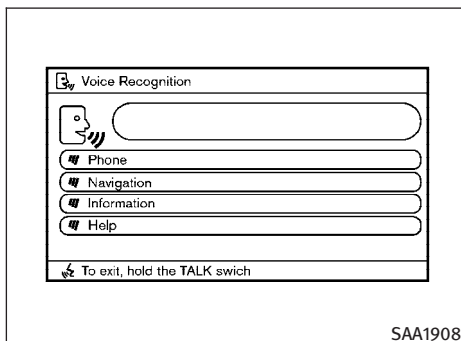 Voice Recognition
Phone
Navigation
Information
Help
To exit, hold the TALK swich
SAA1908